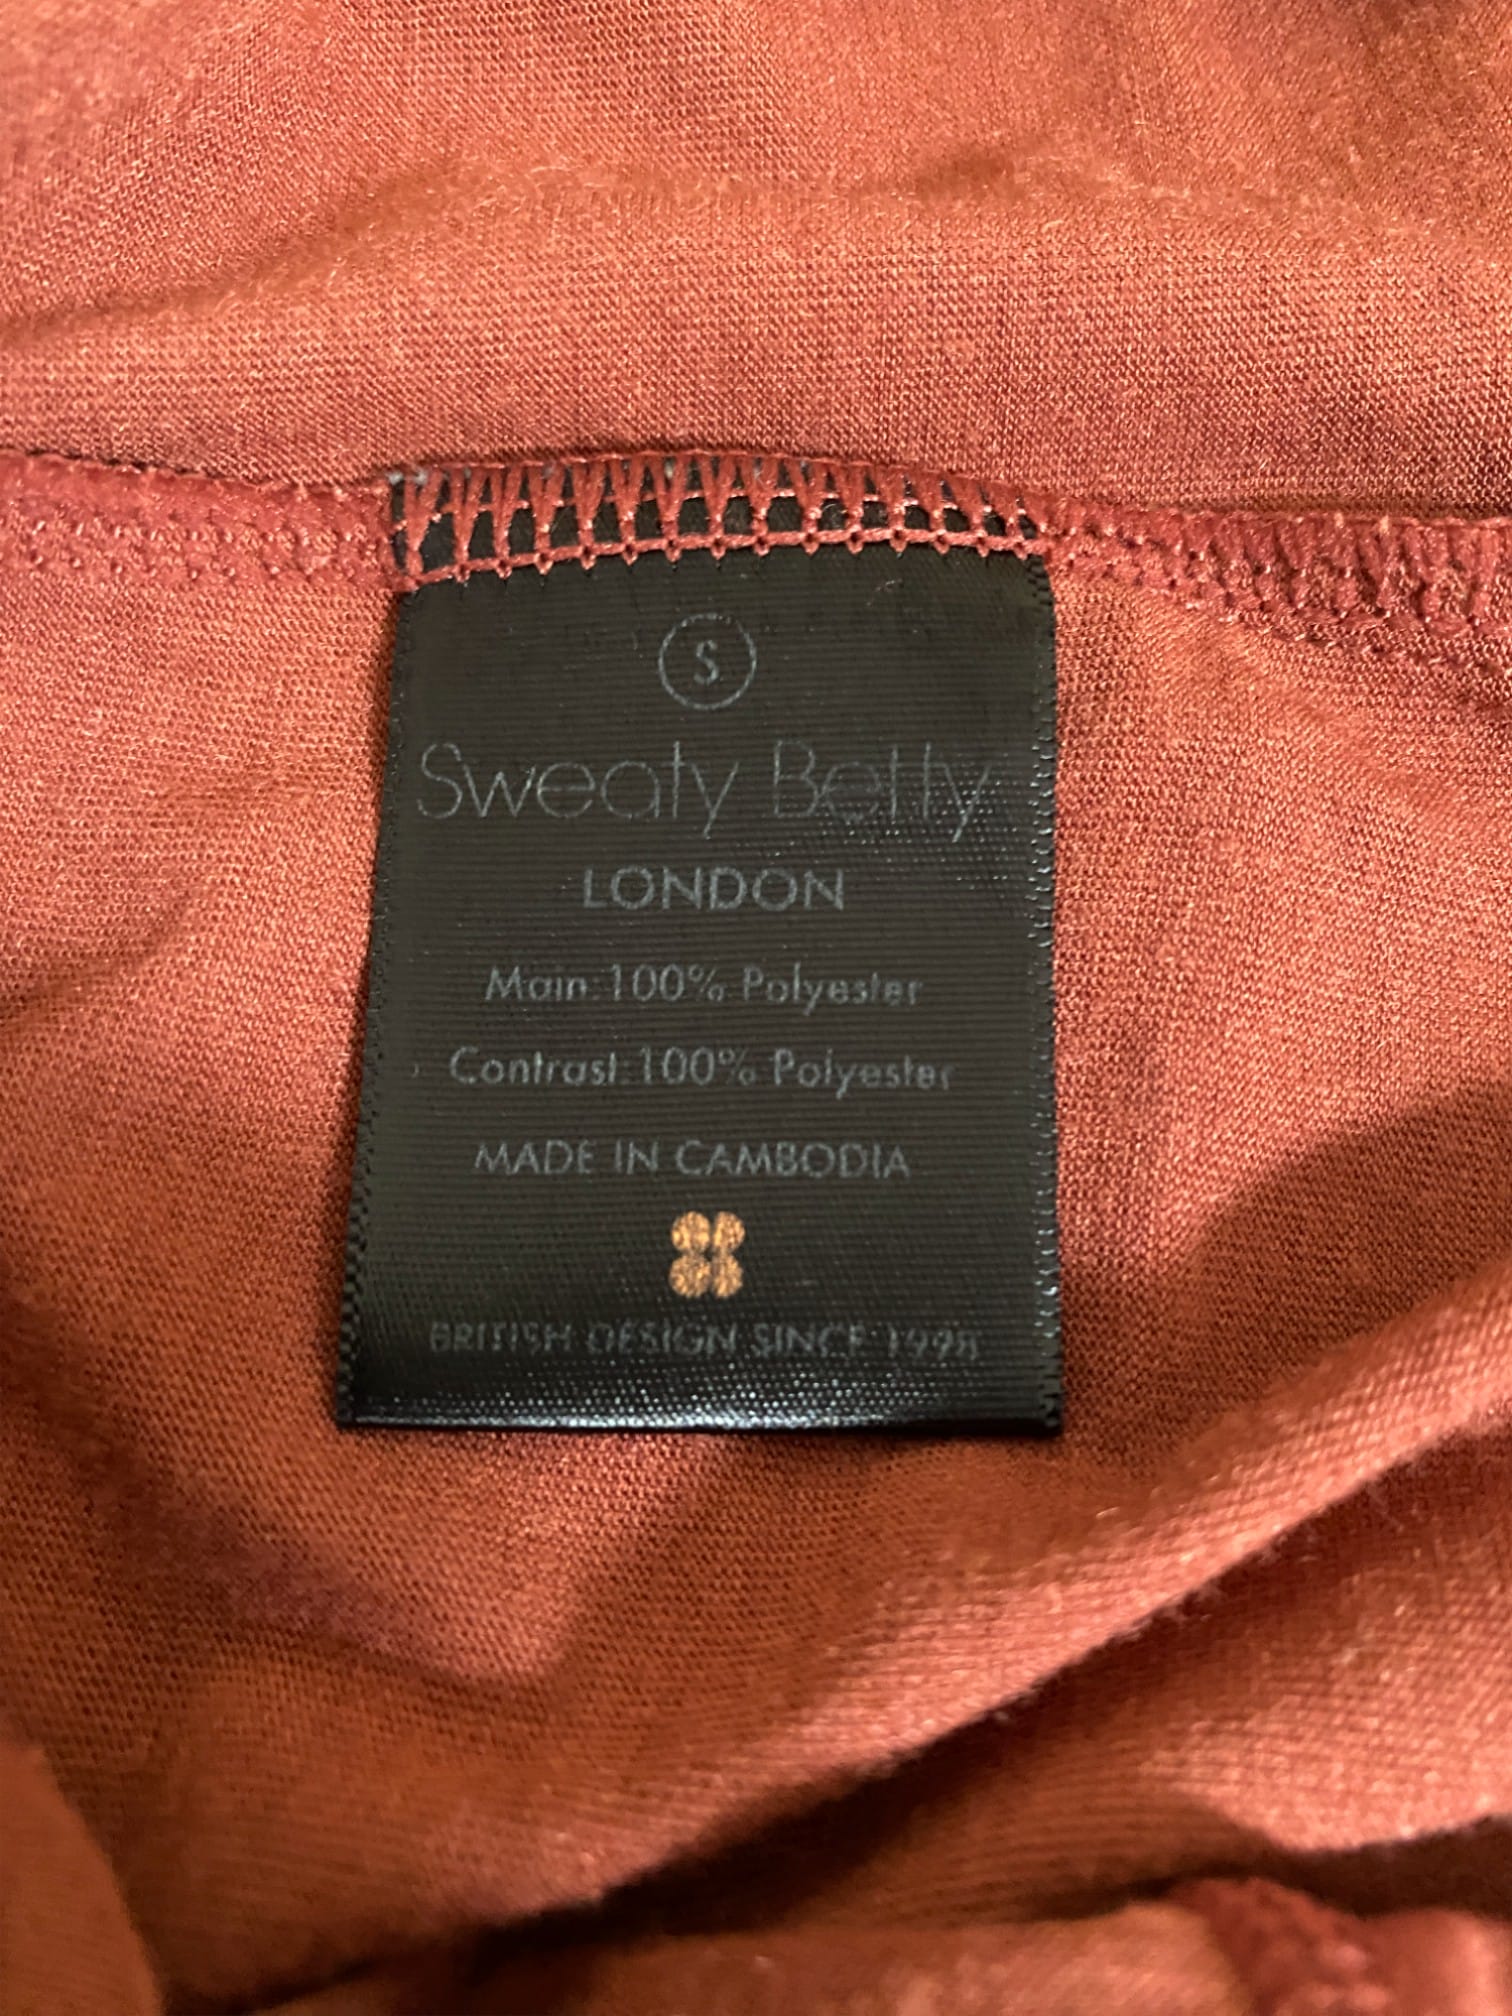 S
Sweaty Betty
LONDON
Main:100% Polyester
Contrast:100% Polyester
MADE IN CAMBODIA
BRITISH DESIGN SINCE 1998